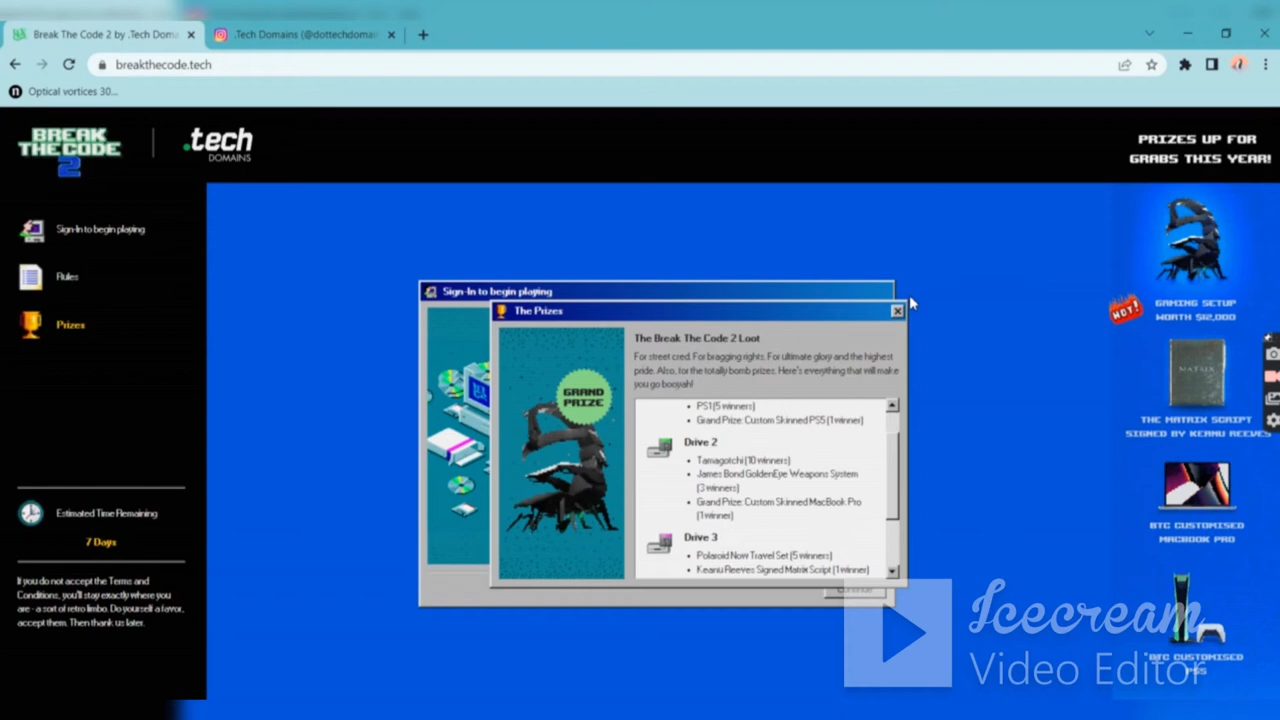 Break The Code 2 by .Tech Doma
.Tech Domains (@dottechdomai
breakthecode.tech
n
Optical vortices 30...
BREAK
THE CODE
2
.tech
DOMAINS
PRIZES UP FOR
GRABS THIS YEAR!
Sign-In to begin playing
Rules
Prizes
Estimated Time Remaining
7 Days
If you do not accept the Terms and
Conditions, you'll stay exactly where you
are - a sort of retro limbo. Do yourself a favor,
accept them. Then thank us later.
Sign-In to begin playing
The Prizes
GRAND
PRIZE
The Break The Code 2 Loot
For street cred. For bragging rights. For ultimate glory and the highest
pride. Also, for the totally bomb prizes. Here's everything that will make
you go booyah!
• PS1 (5 winners)
• Grand Prize: Custom Skinned PS5 (1 winner)
Drive 2
• Tamagotchi (10 winners)
• James Bond GoldenEye Weapons System
(3 winners)
• Grand Prize: Custom Skinned MacBook Pro
(1 winner)
Drive 3
• Polaroid Now Travel Set (5 winners)
• Keanu Reeves Signed Matrix Script (1 winner)
Continue
HOT!
GAMING SETUP
WORTH $12,000
MATRIX
THE MATRIX SCRIPT
SIGNED BY KEANU REEVES
BTC CUSTOMISED
MACBOOK PRO
BTC CUSTOMISED
PS5
Icecream
Video Editor